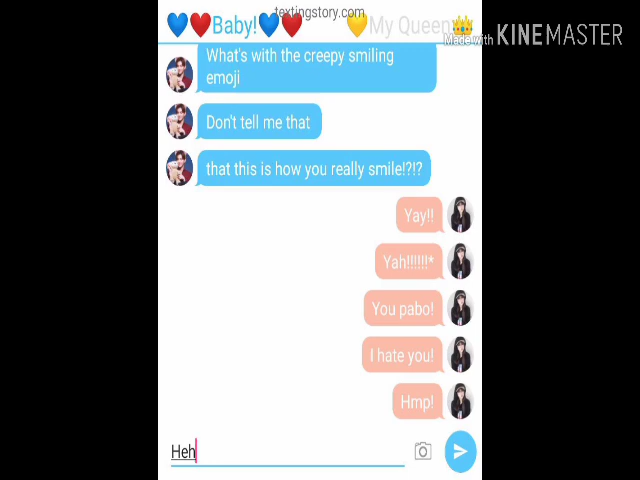 textingstory.com
💙❤️Baby!💙❤️ 💛My Queen👑
Made with KINEMASTER
What's with the creepy smiling
emoji
Don't tell me that
that this is how you really smile!?!?
Yay!!
Yah!!!!!!*
You pabo!
I hate you!
Hmp!
Heh